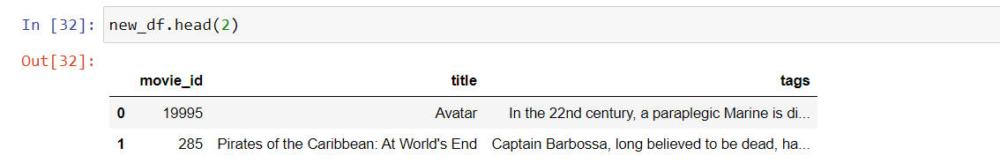 In [32]: new_df.head(2)
Out[32]:
movie_id title tags
0 19995 Avatar In the 22nd century, a paraplegic Marine is di...
1 285 Pirates of the Caribbean: At World's End Captain Barbossa, long believed to be dead, ha...